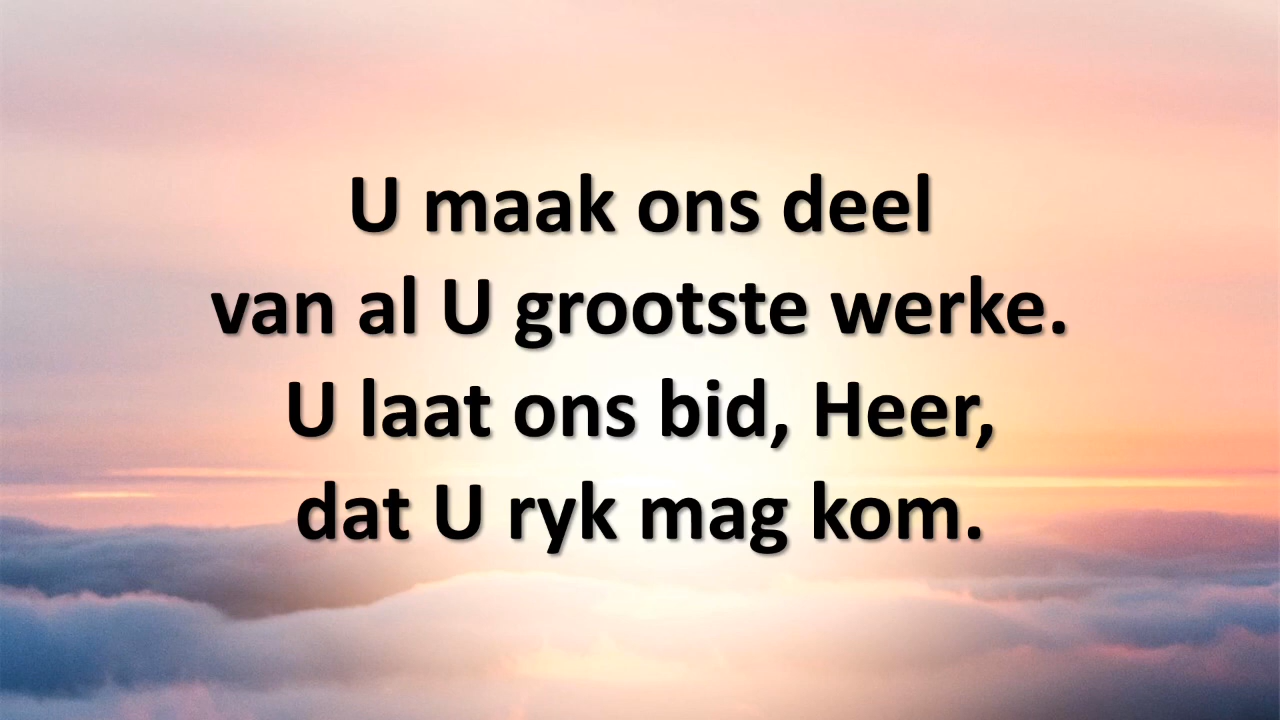 U maak ons deel
van al U grootste werke.
U laat ons bid, Heer,
dat U ryk mag kom.